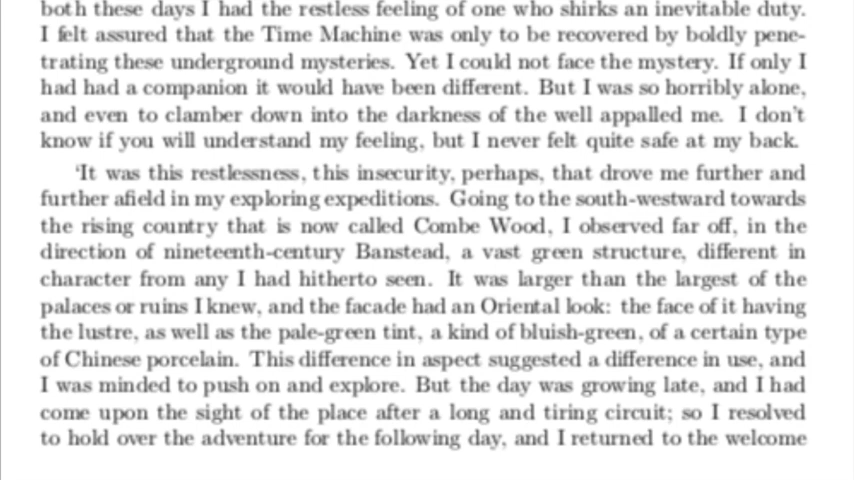 both these days I had the restless feeling of one who shirks an inevitable duty.
I felt assured that the Time Machine was only to be recovered by boldly pene-
trating these underground mysteries. Yet I could not face the mystery. If only I
had had a companion it would have been different. But I was so horribly alone,
and even to clamber down into the darkness of the well appalled me. I don't
know if you will understand my feeling, but I never felt quite safe at my back.
‘It was this restlessness, this insecurity, perhaps, that drove me further and
further afield in my exploring expeditions. Going to the south-westward towards
the rising country that is now called Combe Wood, I observed far off, in the
direction of nineteenth-century Banstead, a vast green structure, different in
character from any I had hitherto seen. It was larger than the largest of the
palaces or ruins I knew, and the facade had an Oriental look: the face of it having
the lustre, as well as the pale-green tint, a kind of bluish-green, of a certain type
of Chinese porcelain. This difference in aspect suggested a difference in use, and
I was minded to push on and explore. But the day was growing late, and I had
come upon the sight of the place after a long and tiring circuit; so I resolved
to hold over the adventure for the following day, and I returned to the welcome